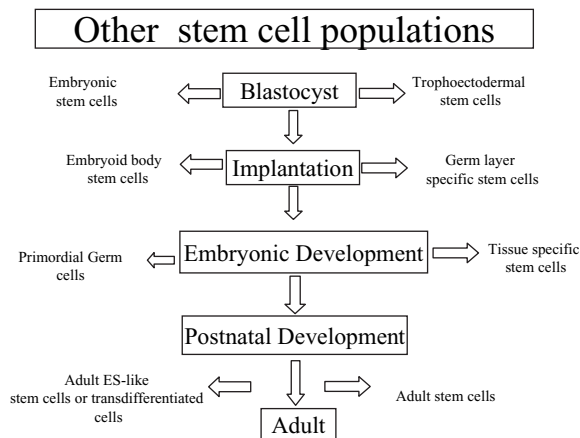 Other stem cell populations
Embryonic
stem cells
Blastocyst
Trophoectodermal
stem cells
Embryoid body
stem cells
Implantation
Germ layer
specific stem cells
Primordial Germ
cells
Embryonic Development
Tissue specific
stem cells
Postnatal Development
Adult ES-like
stem cells or transdifferentiated
cells
Adult stem cells
Adult